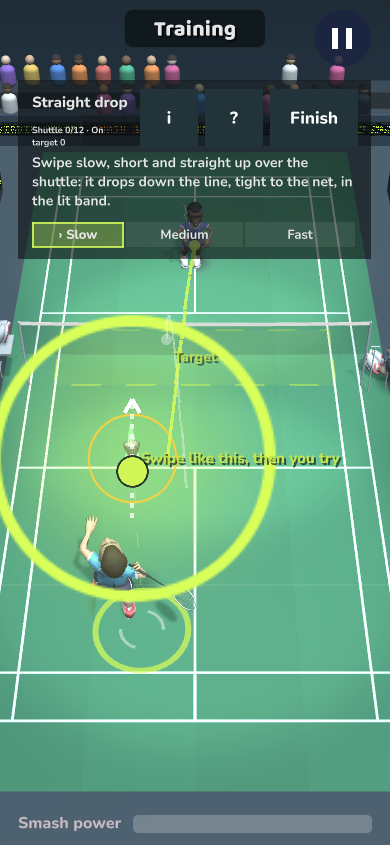 Training
Straight drop
i
?
Finish
Shuttle 0/12 · On
target 0
Swipe slow, short and straight up over the
shuttle: it drops down the line, tight to the net, in
the lit band.
› Slow
Medium
Fast
Target
Swipe like this, then you try
Smash power